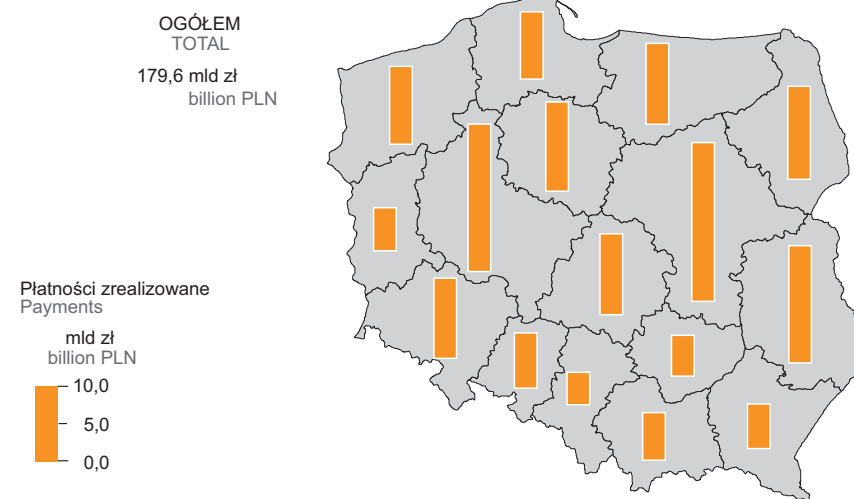 OGÓŁEM
TOTAL
179,6 mld zł
billion PLN
Płatności zrealizowane
Payments
mld zł
billion PLN
10,0
5,0
0,0